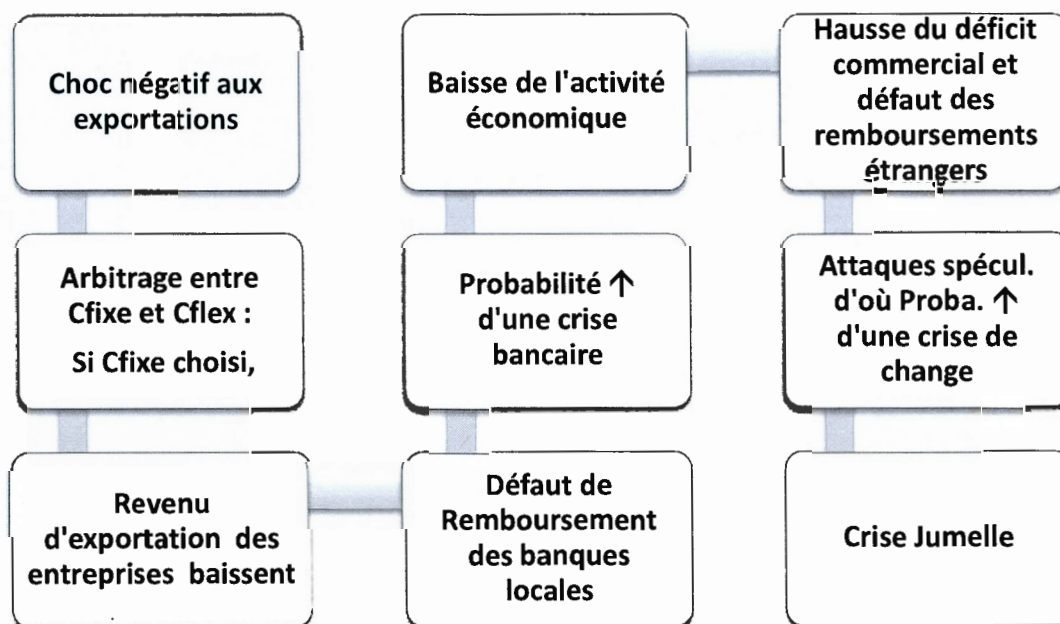 Choc négatif aux
exportations
Arbitrage entre
Cfixe et Cflex :
Si Cfixe choisi,
Revenu
d'exportation des
entreprises baissent
Défaut de
Remboursement
des banques
locales
Probabilité ↑
d'une crise
bancaire
Baisse de l'activité
économique
Hausse du déficit
commercial et
défaut des
remboursements
étrangers
Attaques spécul.
d'où Proba. ↑
d'une crise de
change
Crise Jumelle